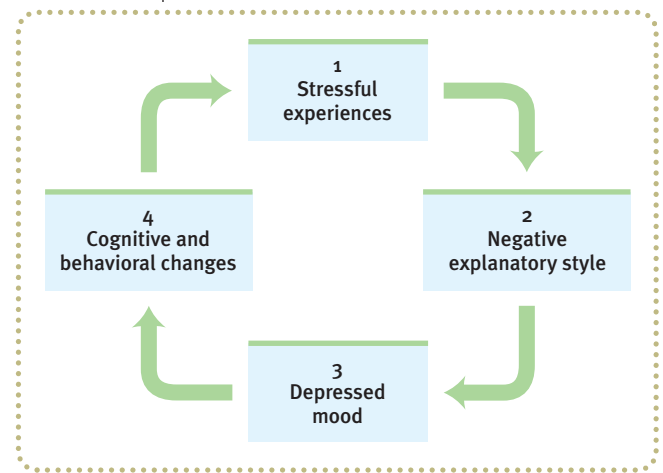 1
Stressful
experiences
2
Negative
explanatory style
3
Depressed
mood
4
Cognitive and
behavioral changes